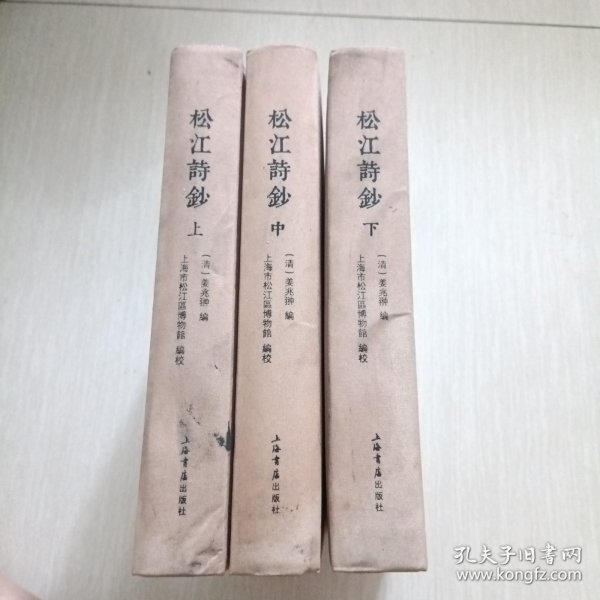 松江詩鈔 上
〔清〕姜兆翀 編
上海市松江區博物館 編校
上海書店出版社
松江詩鈔 中
〔清〕姜兆翀 編
上海市松江區博物館 編校
上海書店出版社
松江詩鈔 下
〔清〕姜兆翀 編
上海市松江區博物館 編校
上海書店出版社
孔夫子旧书网
www.kongfz.com